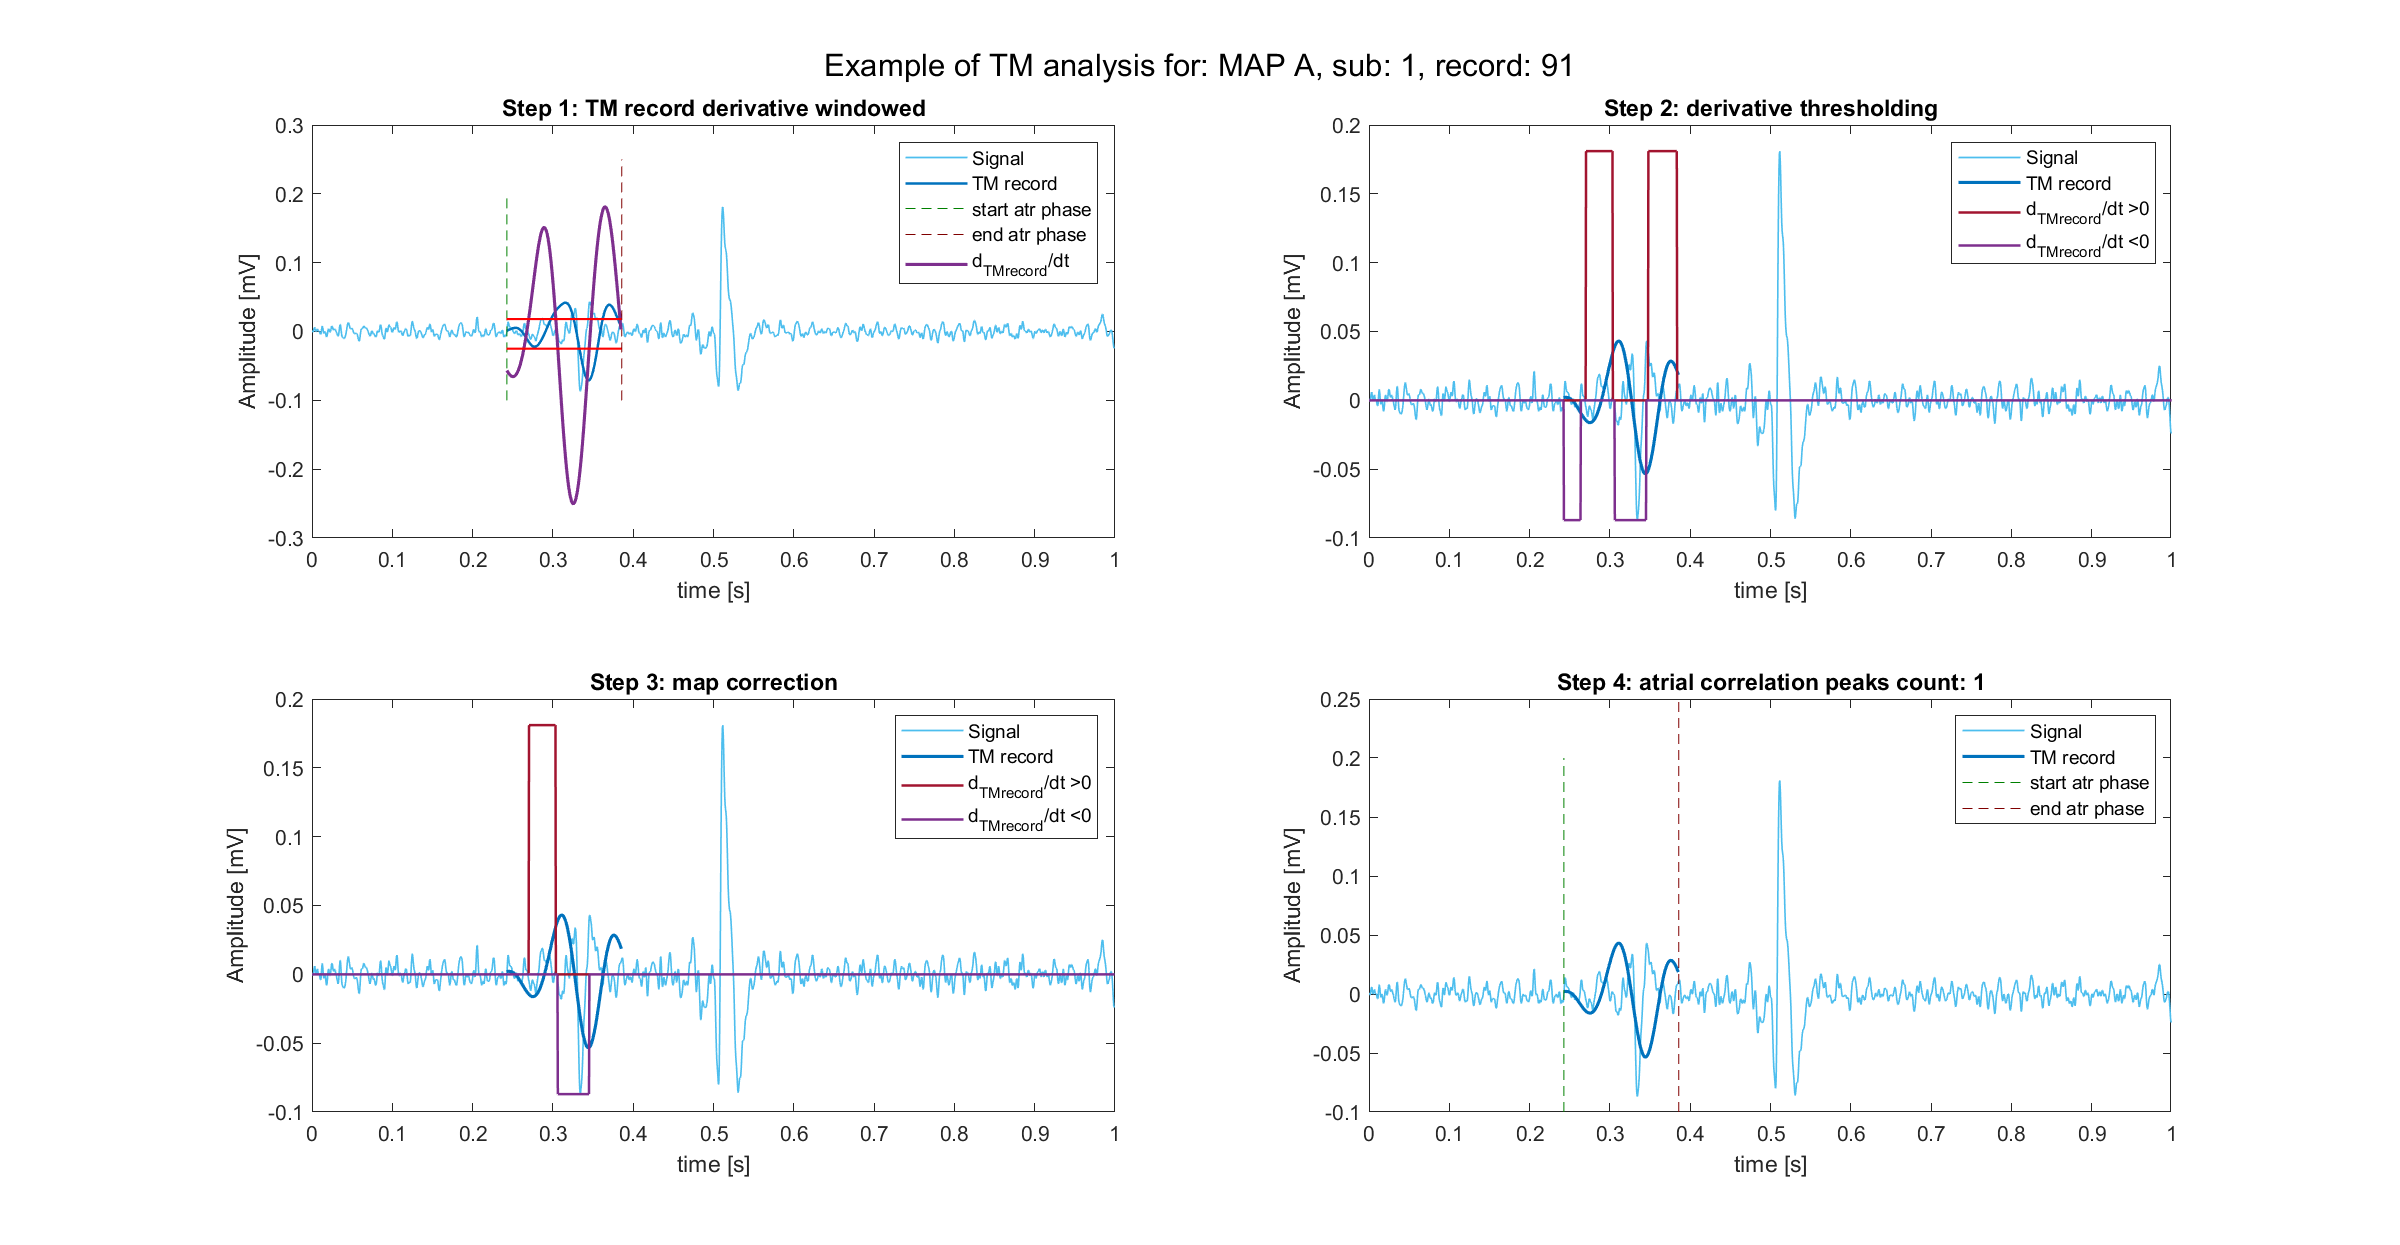 Example of TM analysis for: MAP A, sub: 1, record: 91
Step 1: TM record derivative windowed
0.3
0.2
0.1
0
-0.1
-0.2
-0.3
Amplitude [mV]
0 0.1 0.2 0.3 0.4 0.5 0.6 0.7 0.8 0.9 1
time [s]
Signal
TM record
start atr phase
end atr phase
dTMrecord/dt
Step 2: derivative thresholding
0.2
0.15
0.1
0.05
0
-0.05
-0.1
Amplitude [mV]
0 0.1 0.2 0.3 0.4 0.5 0.6 0.7 0.8 0.9 1
time [s]
Signal
TM record
dTMrecord/dt >0
dTMrecord/dt <0
Step 3: map correction
0.2
0.15
0.1
0.05
0
-0.05
-0.1
Amplitude [mV]
0 0.1 0.2 0.3 0.4 0.5 0.6 0.7 0.8 0.9 1
time [s]
Signal
TM record
dTMrecord/dt >0
dTMrecord/dt <0
Step 4: atrial correlation peaks count: 1
0.25
0.2
0.15
0.1
0.05
0
-0.05
-0.1
Amplitude [mV]
0 0.1 0.2 0.3 0.4 0.5 0.6 0.7 0.8 0.9 1
time [s]
Signal
TM record
start atr phase
end atr phase